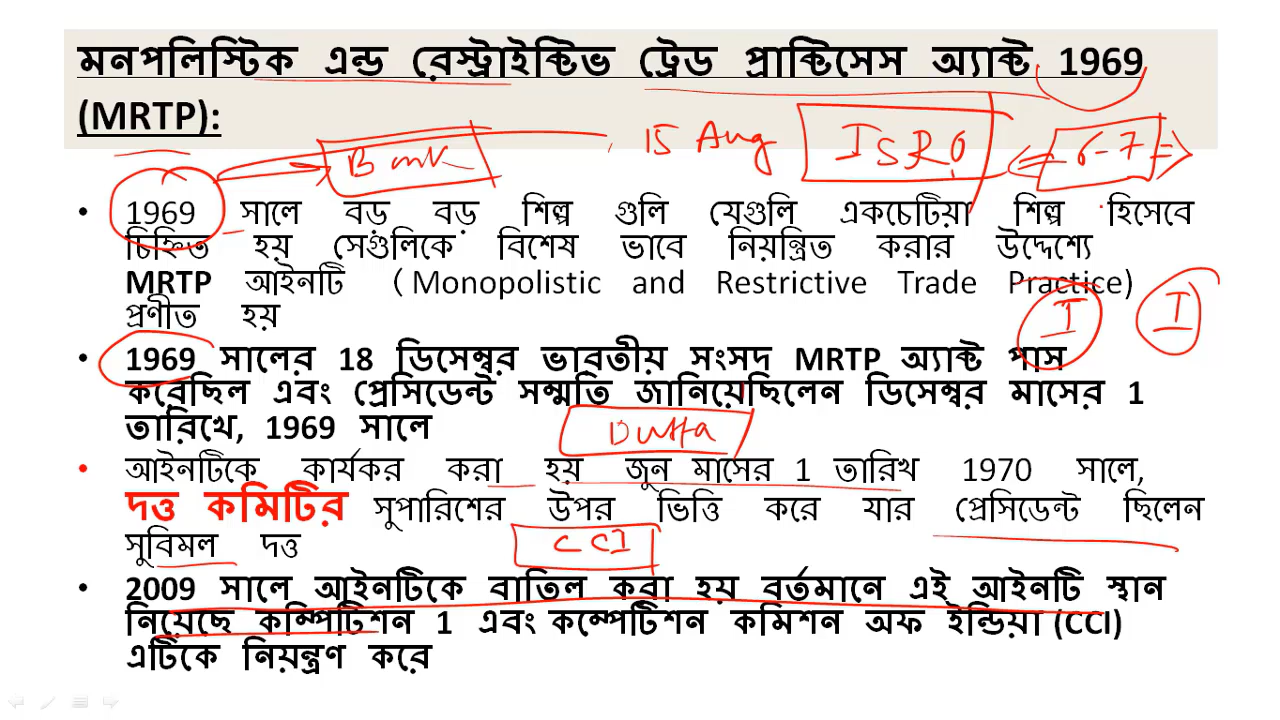 মনপলিস্টিক এন্ড রেস্ট্রাইক্টিভ ট্রেড প্রাক্টিসেস অ্যাক্ট 1969
(MRTP):
15 Aug ISRO 6-7
• 1969 সালে বড় বড় শিল্প গুলি যেগুলি একচেটিয়া শিল্প হিসেবে
চিহ্নিত হয় সেগুলিকে বিশেষ ভাবে নিয়ন্ত্রিত করার উদ্দেশ্যে
MRTP আইনটি (Monopolistic and Restrictive Trade Practice)
প্রণীত হয়
I I
• 1969 সালের 18 ডিসেম্বর ভারতীয় সংসদ MRTP অ্যাক্ট পাস
করেছিল এবং প্রেসিডেন্ট সম্মতি জানিয়েছিলেন ডিসেম্বর মাসের 1
তারিখে, 1969 সালে
Dutta
• আইনটিকে কার্যকর করা হয় জুন মাসের 1 তারিখ 1970 সালে,
দত্ত কমিটির সুপারিশের উপর ভিত্তি করে যার প্রেসিডেন্ট ছিলেন
সুবিমল দত্ত
CCI
• 2009 সালে আইনটিকে বাতিল করা হয় বর্তমানে এই আইনটি স্থান
নিয়েছে কম্পিটিশন 1 এবং কম্পেটিশন কমিশন অফ ইন্ডিয়া (CCI)
এটিকে নিয়ন্ত্রণ করে